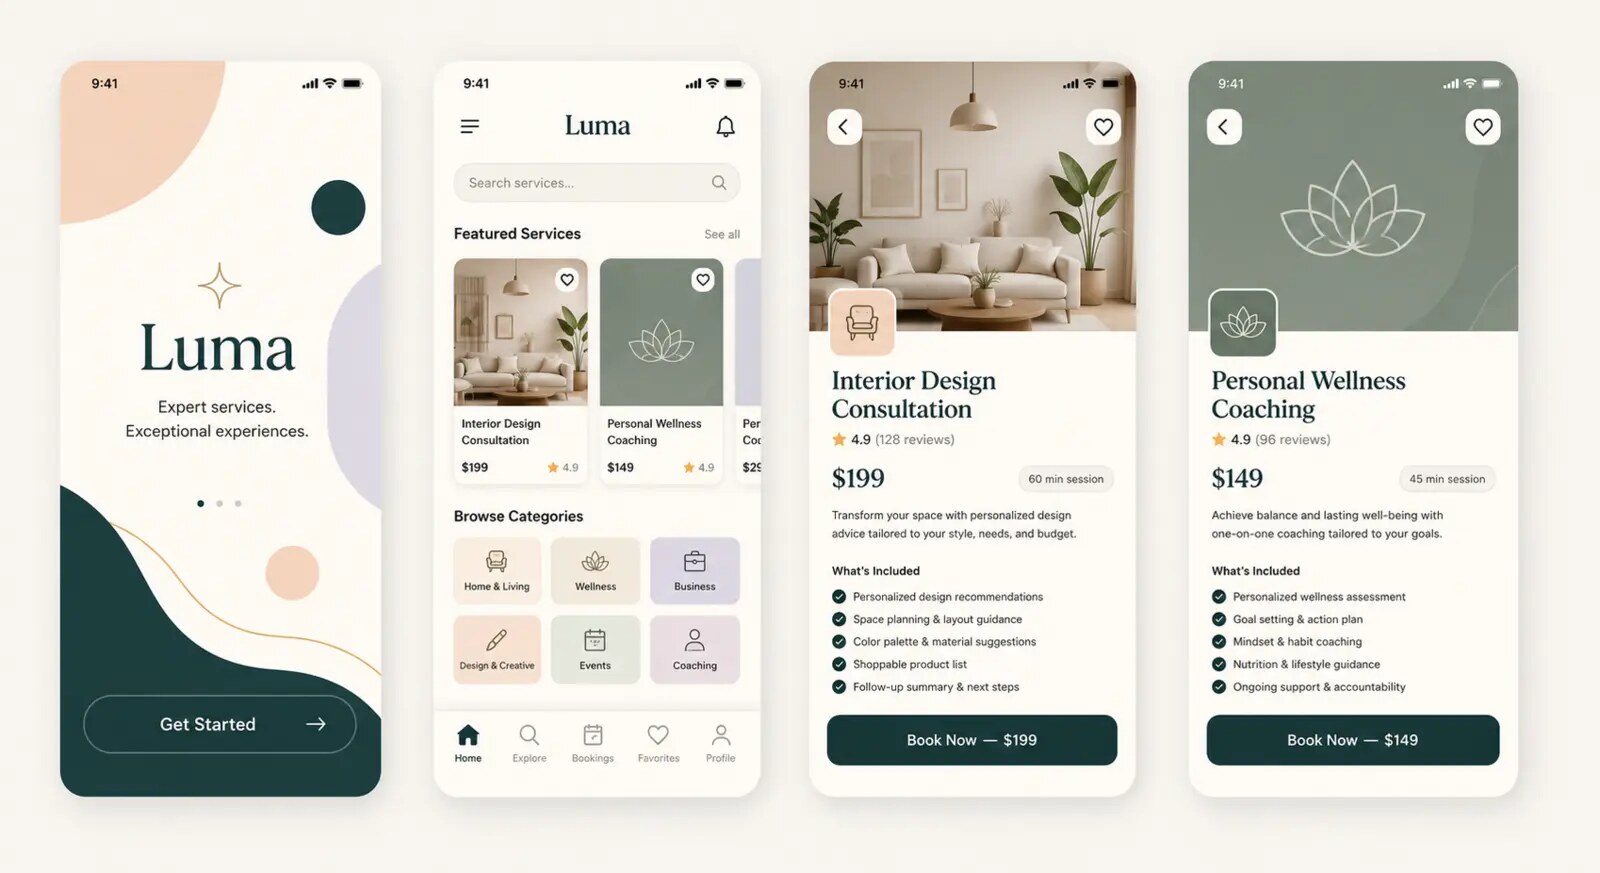 9:41
Luma
Expert services.
Exceptional experiences.
Get Started
9:41
Luma
Search services...
Featured Services
See all
Interior Design
Consultation
$199
4.9
Personal Wellness
Coaching
$149
4.9
Per
Coc
$29
Browse Categories
Home & Living
Wellness
Business
Design & Creative
Events
Coaching
Home
Explore
Bookings
Favorites
Profile
9:41
Interior Design
Consultation
4.9 (128 reviews)
$199
60 min session
Transform your space with personalized design
advice tailored to your style, needs, and budget.
What's Included
Personalized design recommendations
Space planning & layout guidance
Color palette & material suggestions
Shoppable product list
Follow-up summary & next steps
Book Now — $199
9:41
Personal Wellness
Coaching
4.9 (96 reviews)
$149
45 min session
Achieve balance and lasting well-being with
one-on-one coaching tailored to your goals.
What's Included
Personalized wellness assessment
Goal setting & action plan
Mindset & habit coaching
Nutrition & lifestyle guidance
Ongoing support & accountability
Book Now — $149